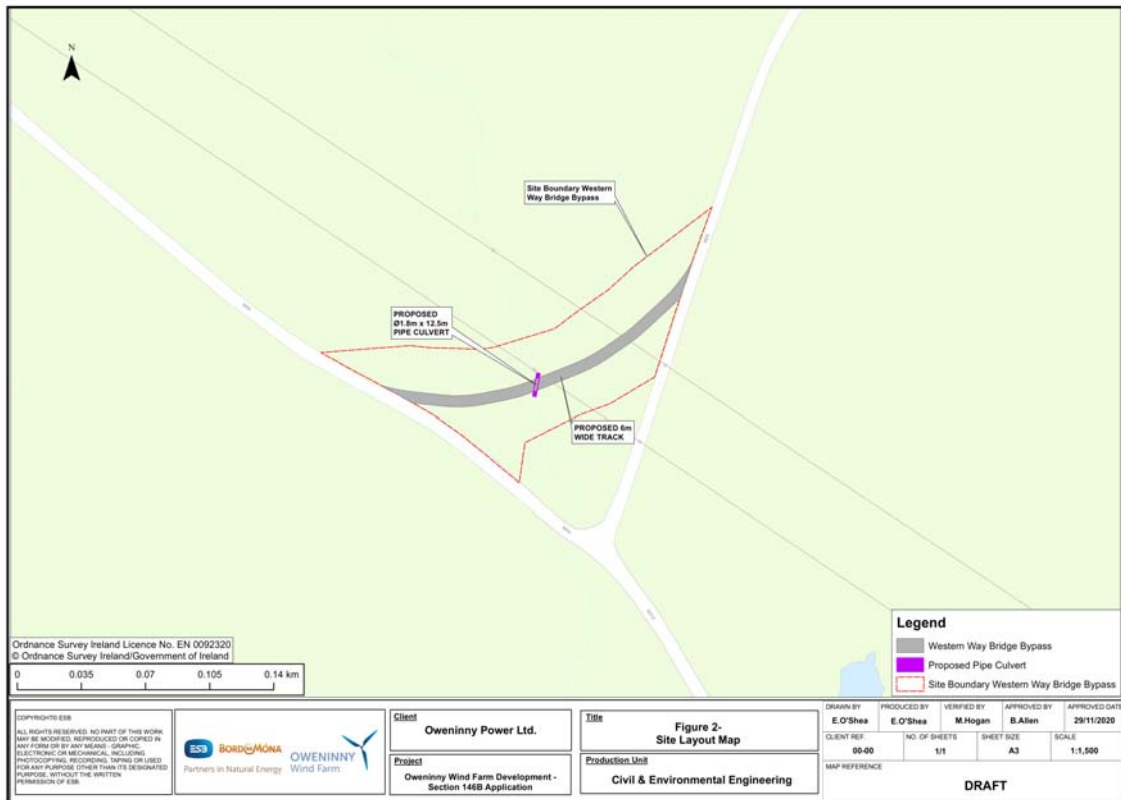 N
Site Boundary Western
Way Bridge Bypass
PROPOSED
Ø1.8m x 12.5m
PIPE CULVERT
PROPOSED 6m
WIDE TRACK
Ordnance Survey Ireland Licence No. EN 0092320
© Ordnance Survey Ireland/Government of Ireland
0 0.035 0.07 0.105 0.14 km
Legend
Western Way Bridge Bypass
Proposed Pipe Culvert
Site Boundary Western Way Bridge Bypass
COPYRIGHT© ESB
ALL RIGHTS RESERVED. NO PART OF THIS WORK
MAY BE MODIFIED, REPRODUCED OR COPIED IN
ANY FORM OR BY ANY MEANS - GRAPHIC,
ELECTRONIC OR MECHANICAL, INCLUDING
PHOTOCOPYING, RECORDING, TAPING OR USED
FOR ANY PURPOSE OTHER THAN ITS DESIGNATED
PURPOSE, WITHOUT THE WRITTEN
PERMISSION OF ESB.
ESB BORD NA MÓNA
Partners in Natural Energy
OWENINNY
Wind Farm
Client
Oweninny Power Ltd.
Project
Oweninny Wind Farm Development -
Section 146B Application
Title
Figure 2-
Site Layout Map
Production Unit
Civil & Environmental Engineering
DRAWN BY PRODUCED BY VERIFIED BY APPROVED BY APPROVED DATE
E.O'Shea E.O'Shea M.Hogan B.Allen 29/11/2020
CLIENT REF. NO. OF SHEETS SHEET SIZE SCALE
00-00 1/1 A3 1:1,500
MAP REFERENCE
DRAFT